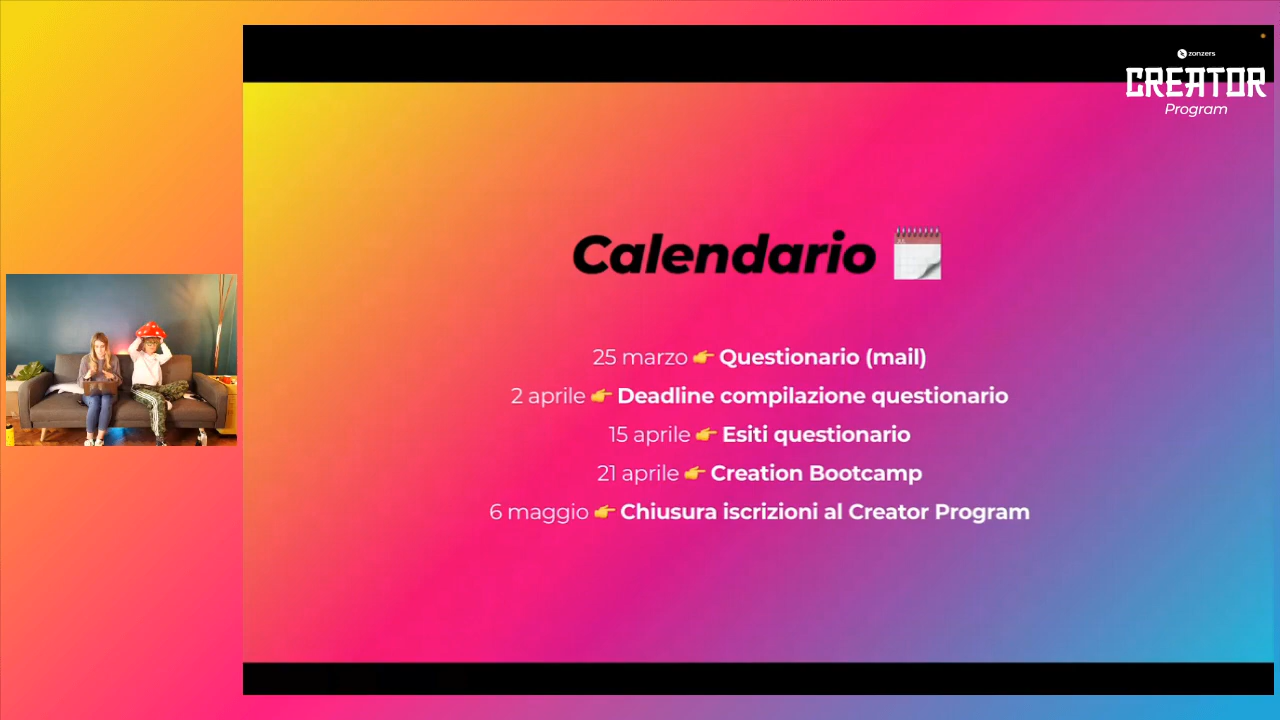 zonzers
CREATOR
Program
Calendario
25 marzo 👉 Questionario (mail)
2 aprile 👉 Deadline compilazione questionario
15 aprile 👉 Esiti questionario
21 aprile 👉 Creation Bootcamp
6 maggio 👉 Chiusura iscrizioni al Creator Program